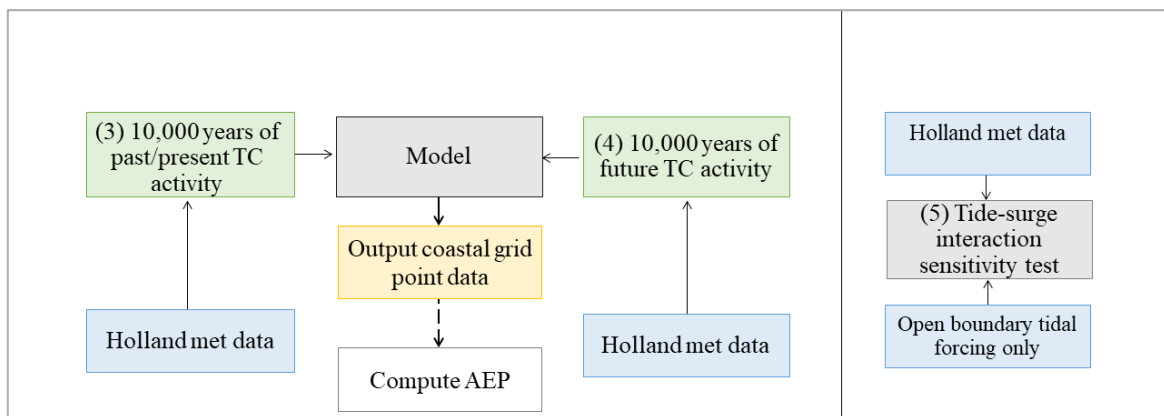 (3) 10,000 years of
past/present TC
activity
Model
(4) 10,000 years of
future TC activity
Output coastal grid
point data
Holland met data
Holland met data
Compute AEP
Holland met data
(5) Tide-surge
interaction
sensitivity test
Open boundary tidal
forcing only